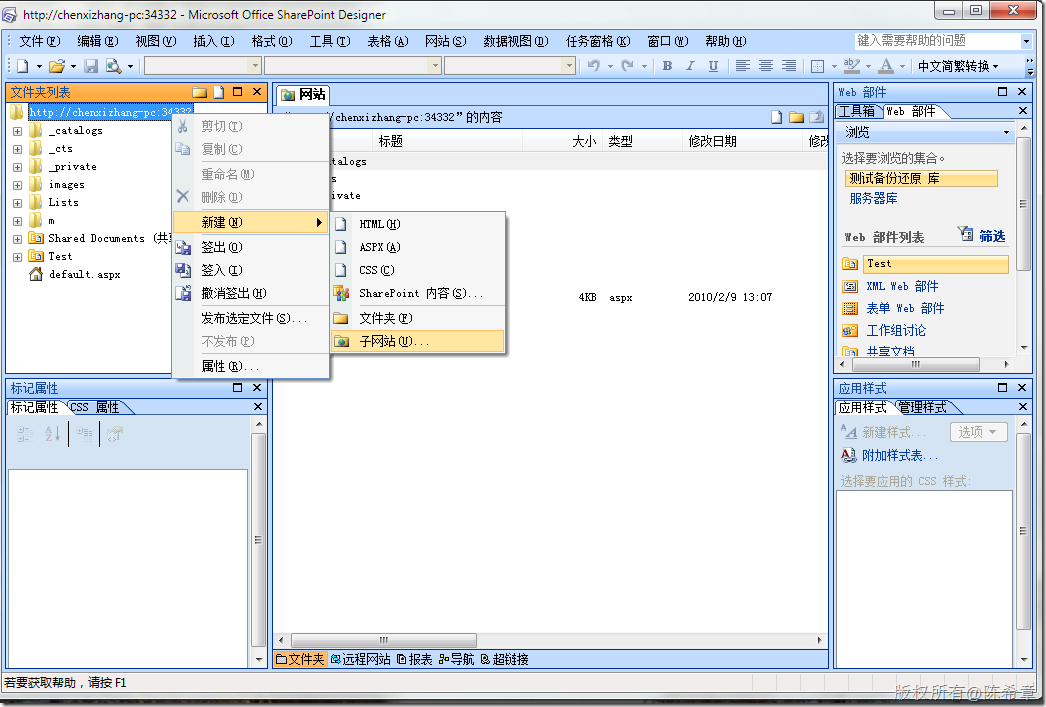 http://chenxizhang-pc:34332 - Microsoft Office SharePoint Designer
文件(F) 编辑(E) 视图(V) 插入(I) 格式(O) 工具(T) 表格(A) 网站(S) 数据视图(D) 任务窗格(K) 窗口(W) 帮助(H) 键入需要帮助的问题
B I U 中文简繁转换
文件夹列表
http://chenxizhang-pc:34332
_catalogs
_cts
_private
images
Lists
m
Shared Documents (共
Test
default.aspx
剪切(T)
复制(C)
重命名(M)
删除(D)
新建(N)
签出(O)
签入(I)
撤消签出(H)
发布选定文件(S)...
不发布(P)
属性(R)...
HTML(H)
ASPX(A)
CSS(C)
SharePoint 内容(S)...
文件夹(F)
子网站(U)...
网站
/chenxizhang-pc:34332” 的内容
标题 大小 类型 修改日期 修改
talogs
s
ivate
4KB aspx 2010/2/9 13:07
文件夹 远程网站 报表 导航 超链接
标记属性
标记属性 CSS 属性
Web 部件
工具箱 Web 部件
浏览
选择要浏览的集合。
测试备份还原 库
服务器库
Web 部件列表 筛选
Test
XML Web 部件
表单 Web 部件
工作组讨论
共享文档
应用样式
应用样式 管理样式
新建样式... 选项
附加样式表...
选择要应用的 CSS 样式:
若要获取帮助，请按 F1
版权所有@陈希章